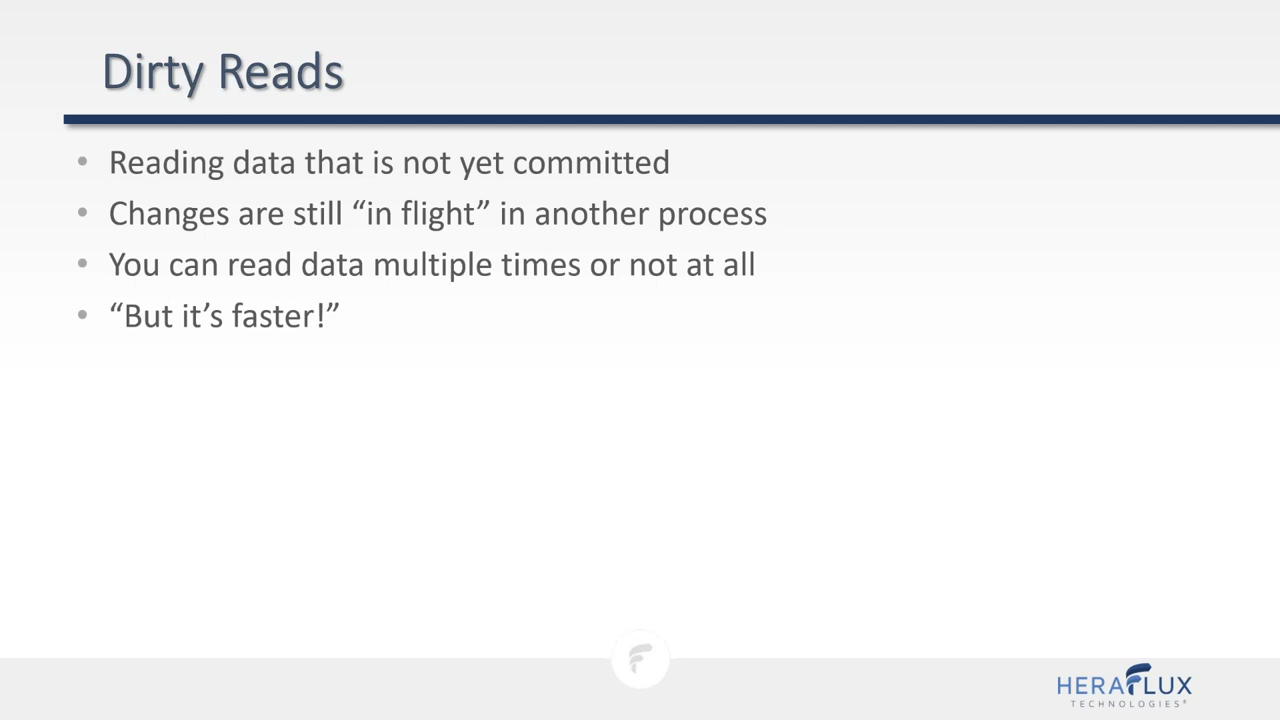 Dirty Reads
• Reading data that is not yet committed
• Changes are still “in flight” in another process
• You can read data multiple times or not at all
• “But it’s faster!”
HERAFLUX
TECHNOLOGIES®